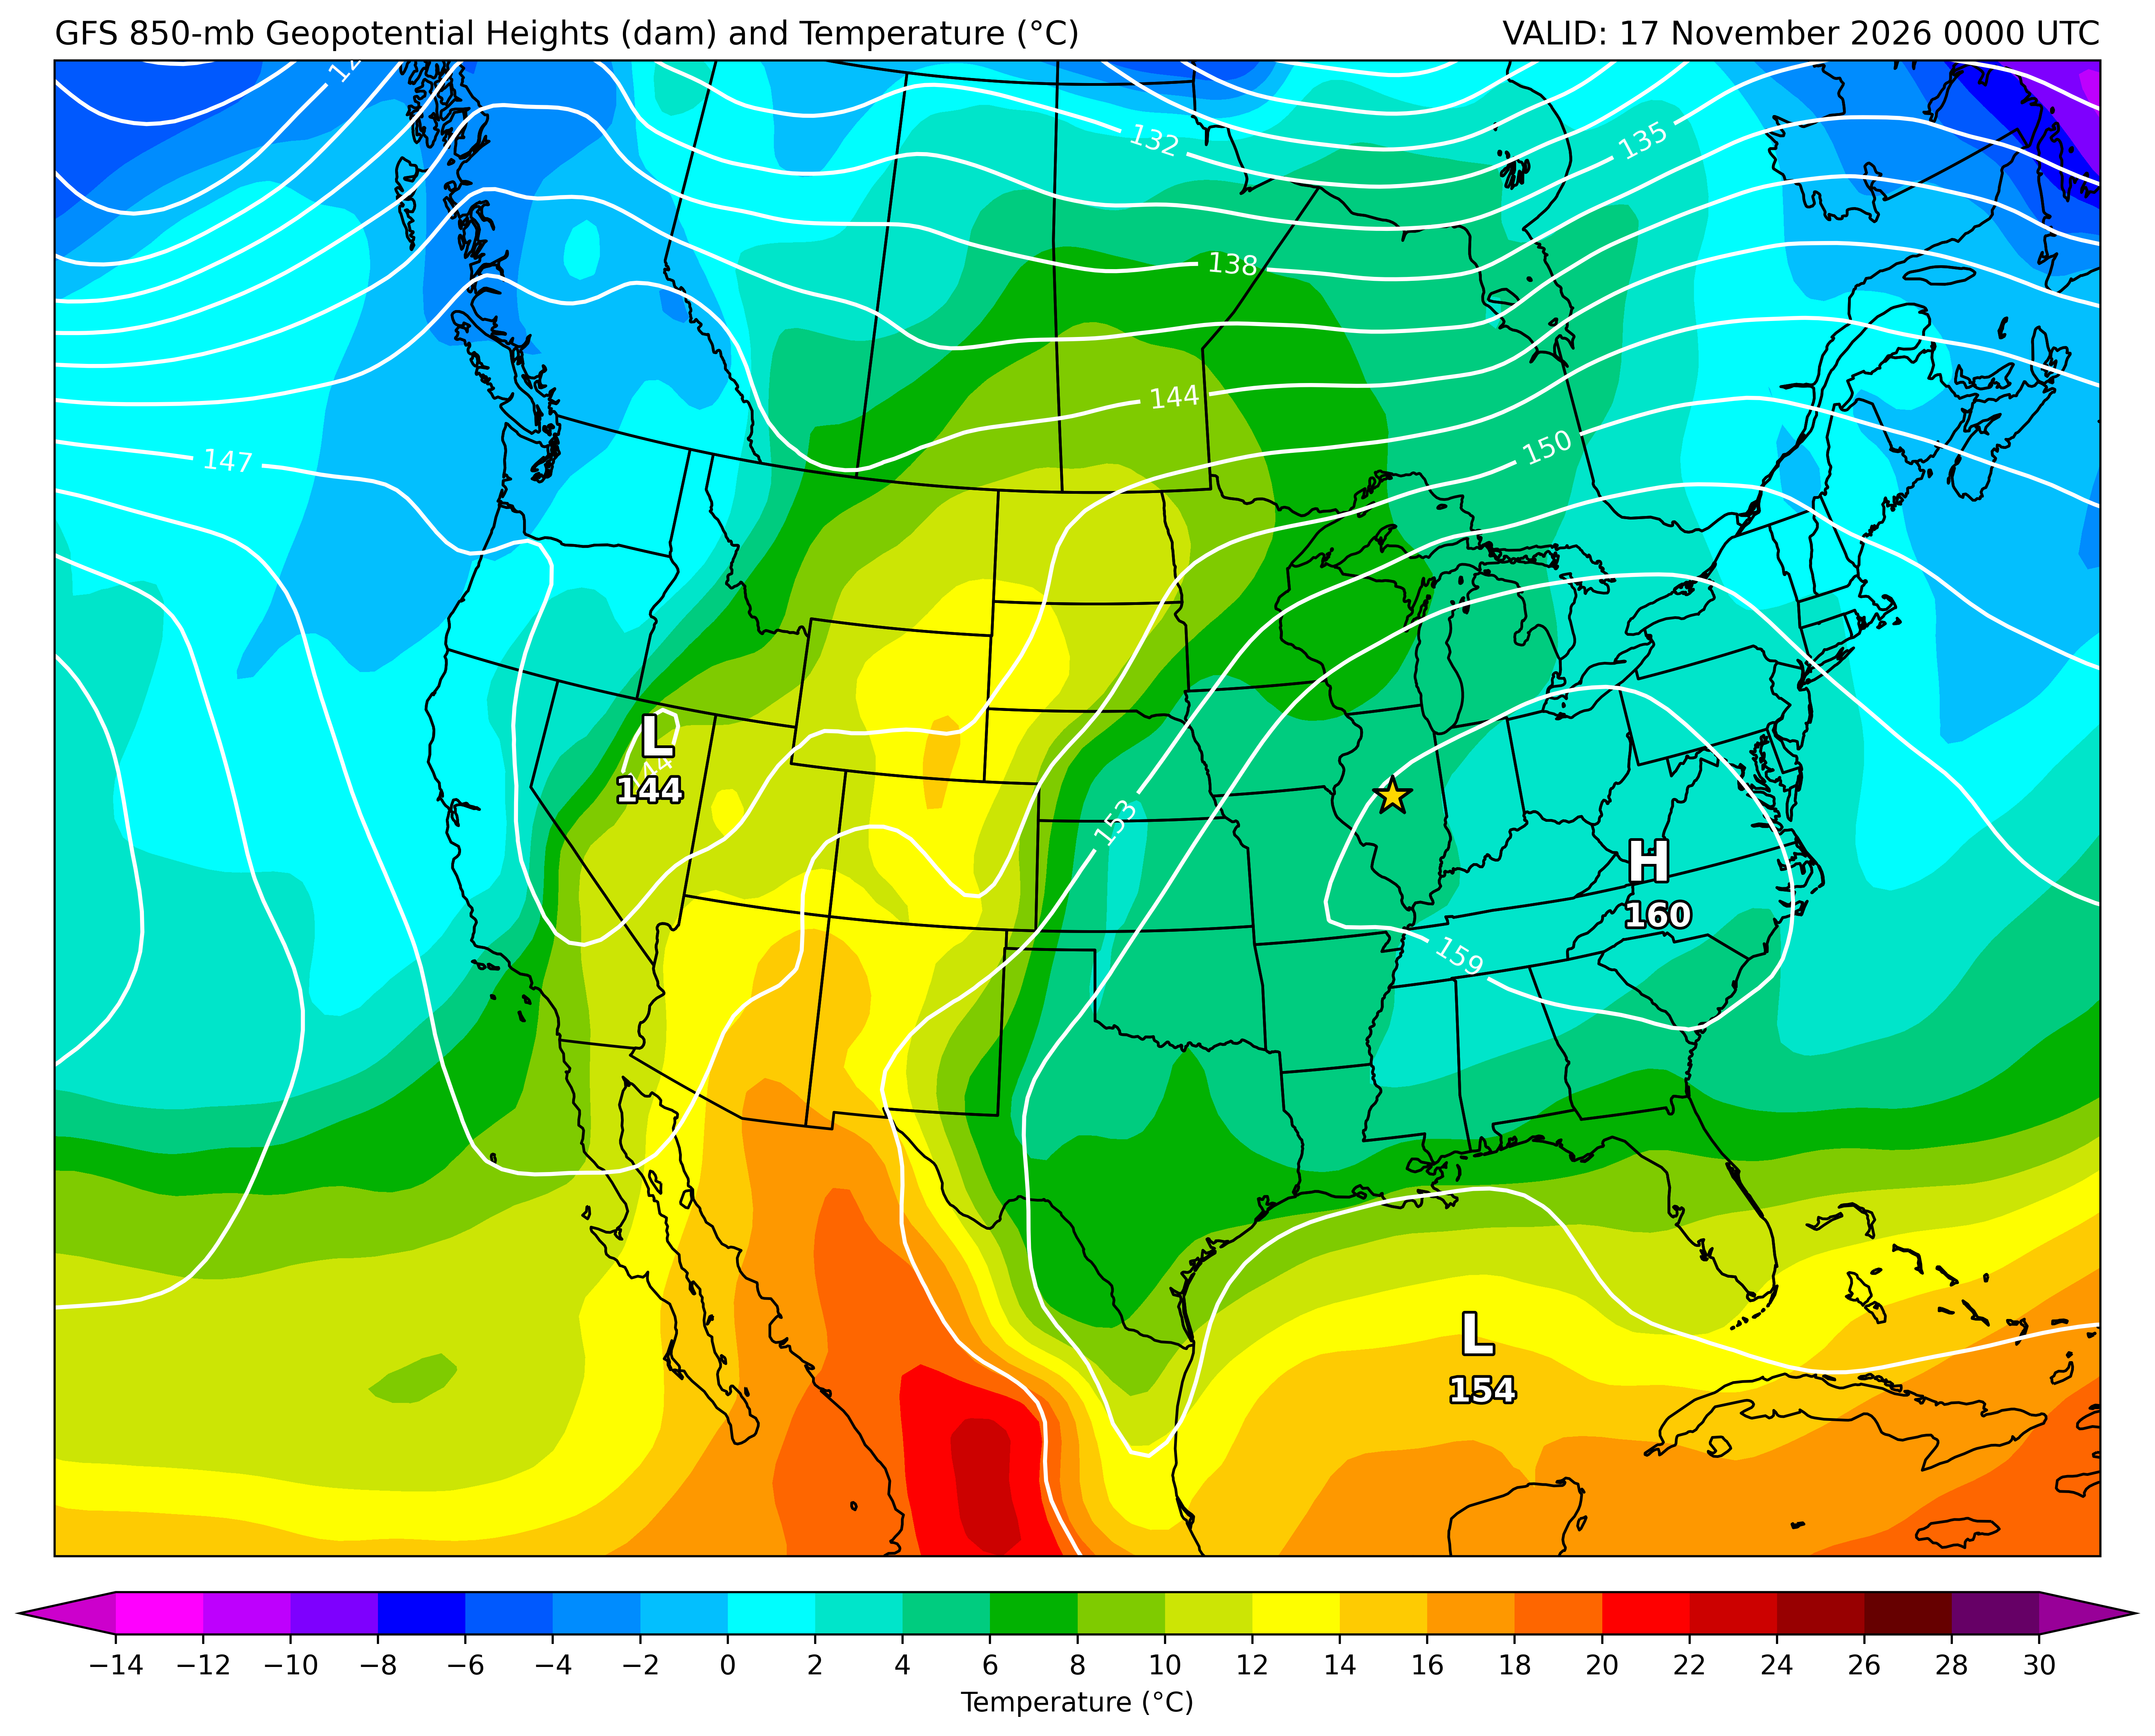 GFS 850-mb Geopotential Heights (dam) and Temperature (°C) VALID: 17 November 2026 0000 UTC
132
135
138
144
150
147
L
144
144
153
H
160
159
L
154
−14 −12 −10 −8 −6 −4 −2 0 2 4 6 8 10 12 14 16 18 20 22 24 26 28 30
Temperature (°C)